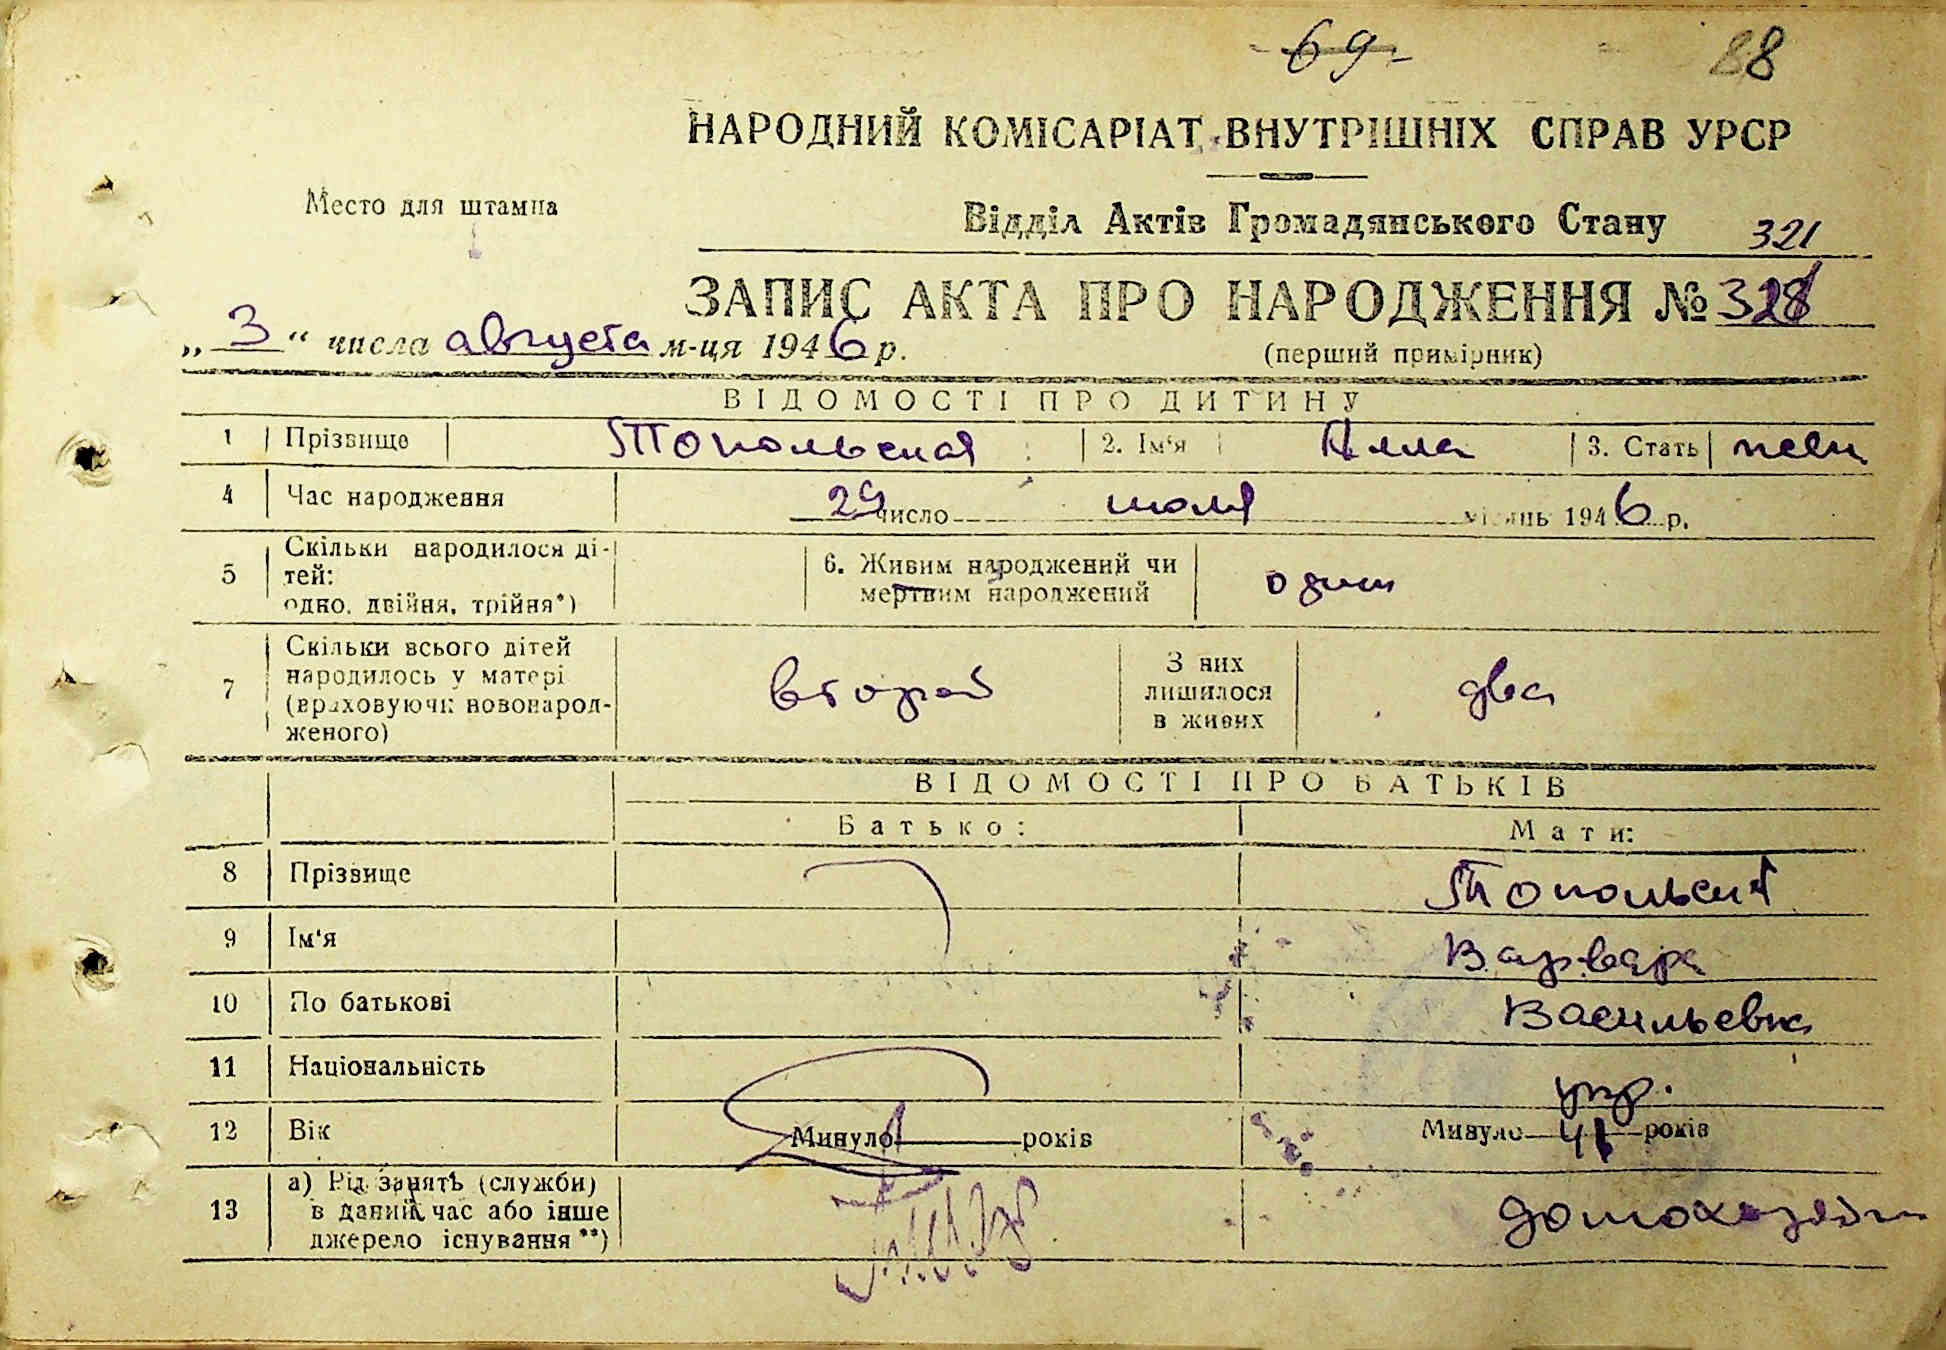 69
88
НАРОДНИЙ КОМІСАРІАТ ВНУТРІШНІХ СПРАВ УРСР
Место для штампа
Відділ Актів Громадянського Стану 321
ЗАПИС АКТА ПРО НАРОДЖЕННЯ №
„3“ числа августа м-ця 1946 р. (перший примірник)
ВІДОМОСТІ ПРО ДИТИНУ
1 Прізвище Топольская 2. Ім'я Алла 3. Стать жен
4 Час народження 29 число июля місяць 1946 р.
5 Скільки народилося ді-
тей:
одно, двійня, трійня*)
6. Живим народжений чи
мертвим народжений один
7 Скільки всього дітей
народилось у матері
(враховуючи новонарод-
женого) второй
З них
лишилося
в живих два
ВІДОМОСТІ ПРО БАТЬКІВ
Батько: Мати:
8 Прізвище Топольская
9 Ім'я Варвара
10 По батькові Васильевна
11 Національність укр.
12 Вік Минуло років Минуло 41 років
13 а) Рід занять (служби)
в даний час або інше
джерело існування**)